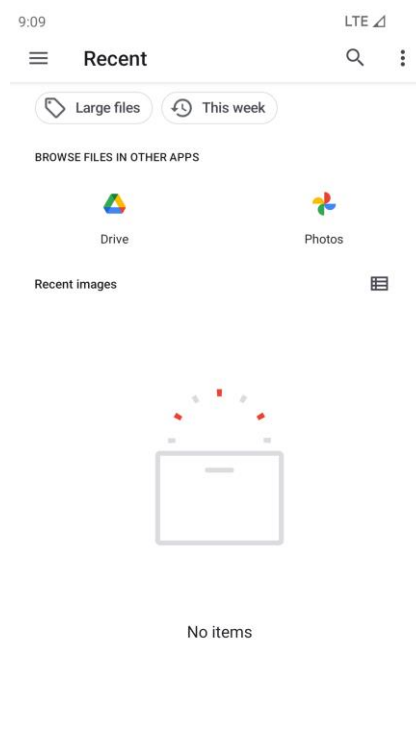 9:09 LTE
Recent
Large files This week
BROWSE FILES IN OTHER APPS
Drive Photos
Recent images
No items